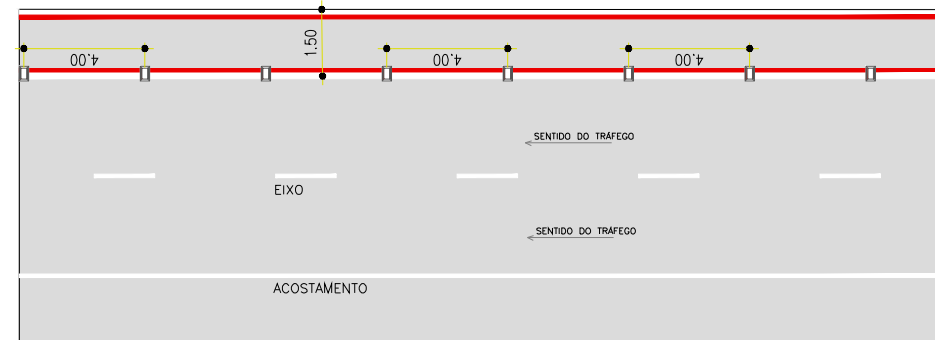 1.50
4.00
4.00
4.00
SENTIDO DO TRÁFEGO
EIXO
SENTIDO DO TRÁFEGO
ACOSTAMENTO